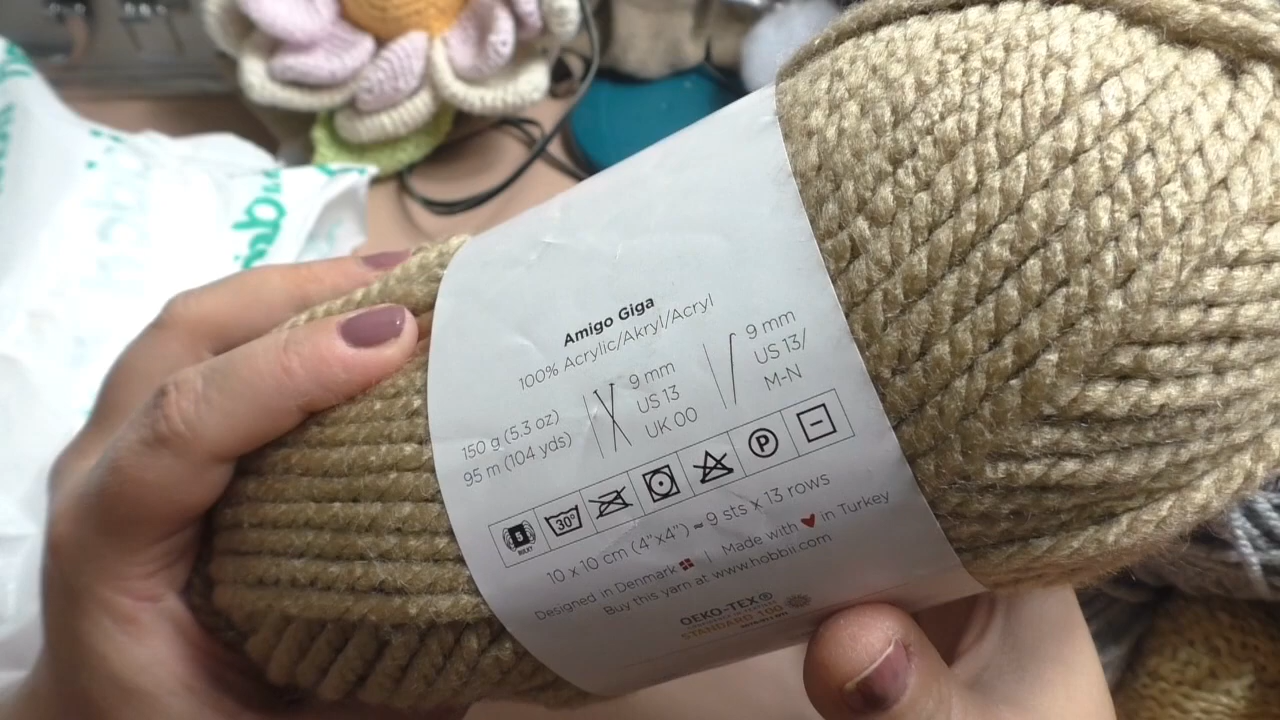 Amigo Giga
100% Acrylic/Akryl/Acryl
150 g (5.3 oz)
95 m (104 yds)
9 mm
US 13
UK 00
9 mm
US 13/
M-N
5
BULKY
30°
P
10 x 10 cm (4"x4") = 9 sts x 13 rows
Designed in Denmark | Made with ❤ in Turkey
Buy this yarn at www.hobbii.com
OEKO-TEX®
STANDARD 100